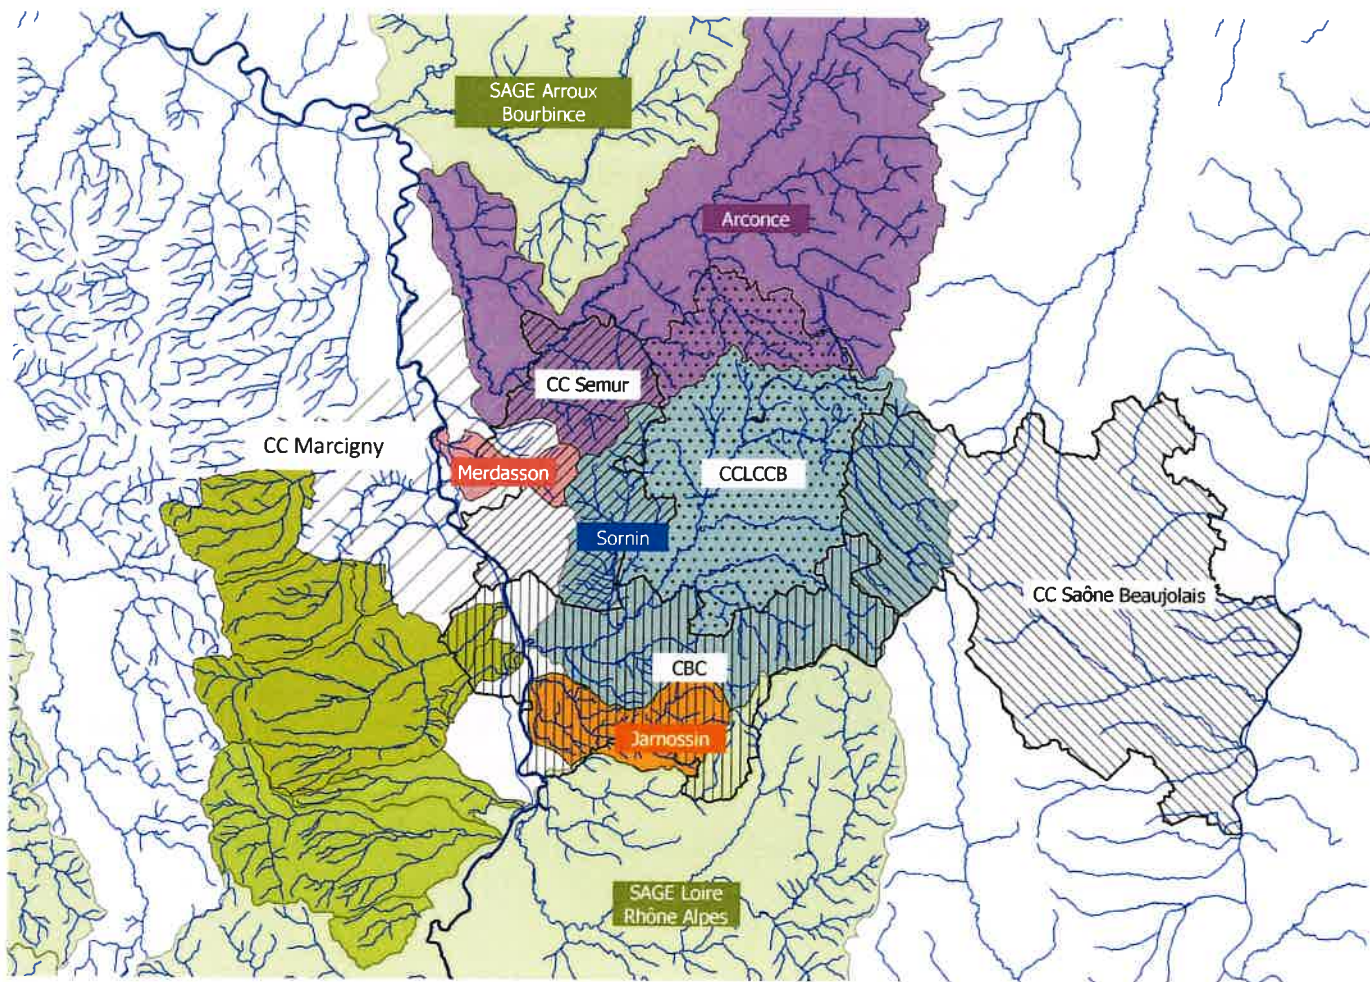 SAGE Arroux
Bourbince
Arconce
CC Semur
CC Marcigny
Merdasson
CCLCCB
Sornin
CC Saône Beaujolais
CBC
Jarnossin
SAGE Loire
Rhône Alpes